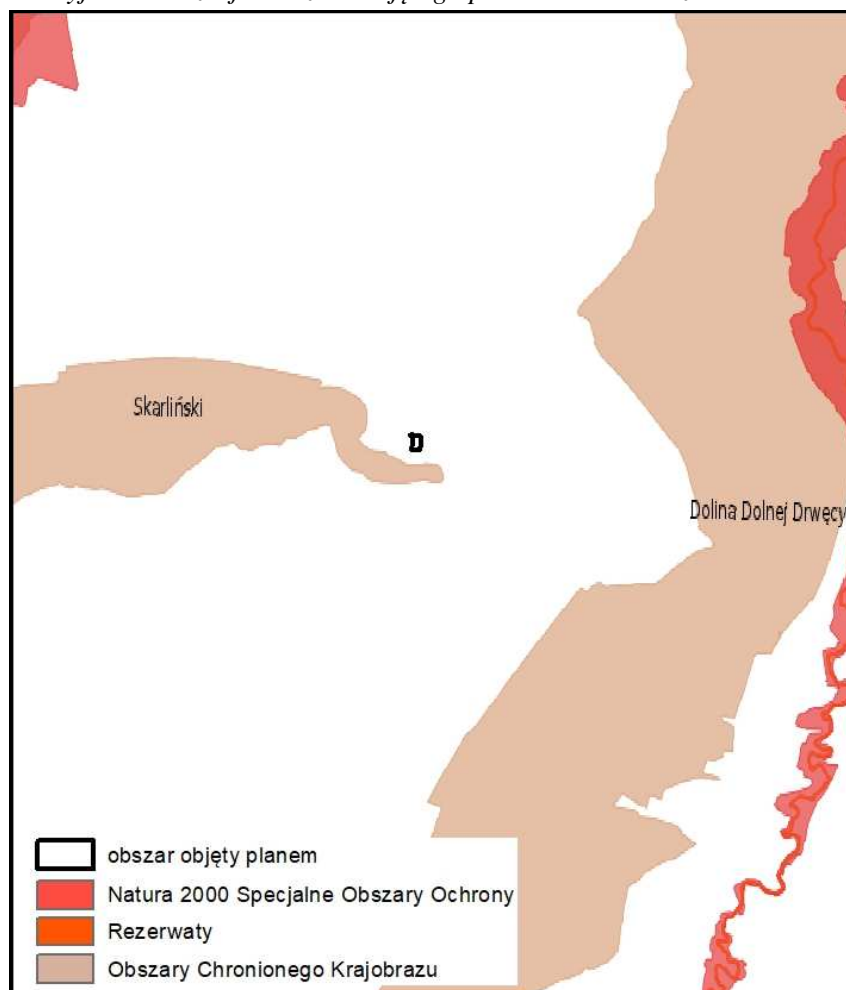 Skarliński
Dolina Dolnej Drwęcy
obszar objęty planem
Natura 2000 Specjalne Obszary Ochrony
Rezerwaty
Obszary Chronionego Krajobrazu